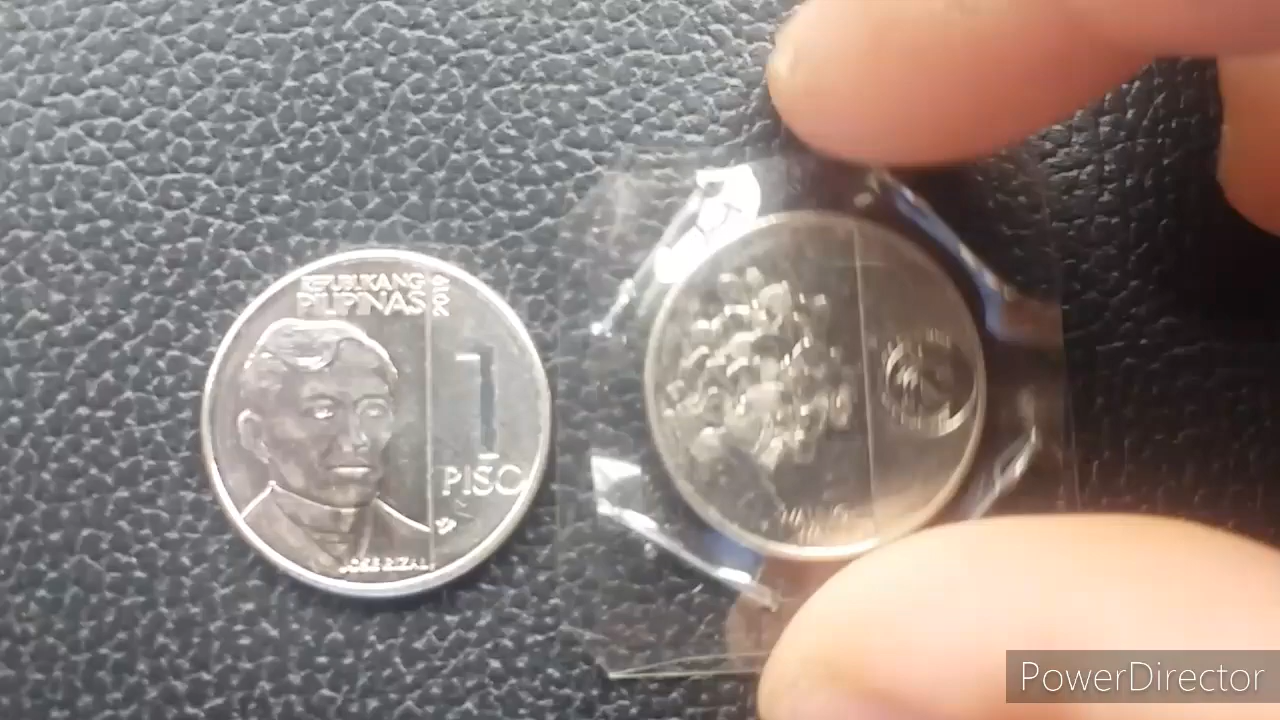 REPUBLIKANG
PILIPINAS
1
PISO
JOSE RIZAL
PowerDirector